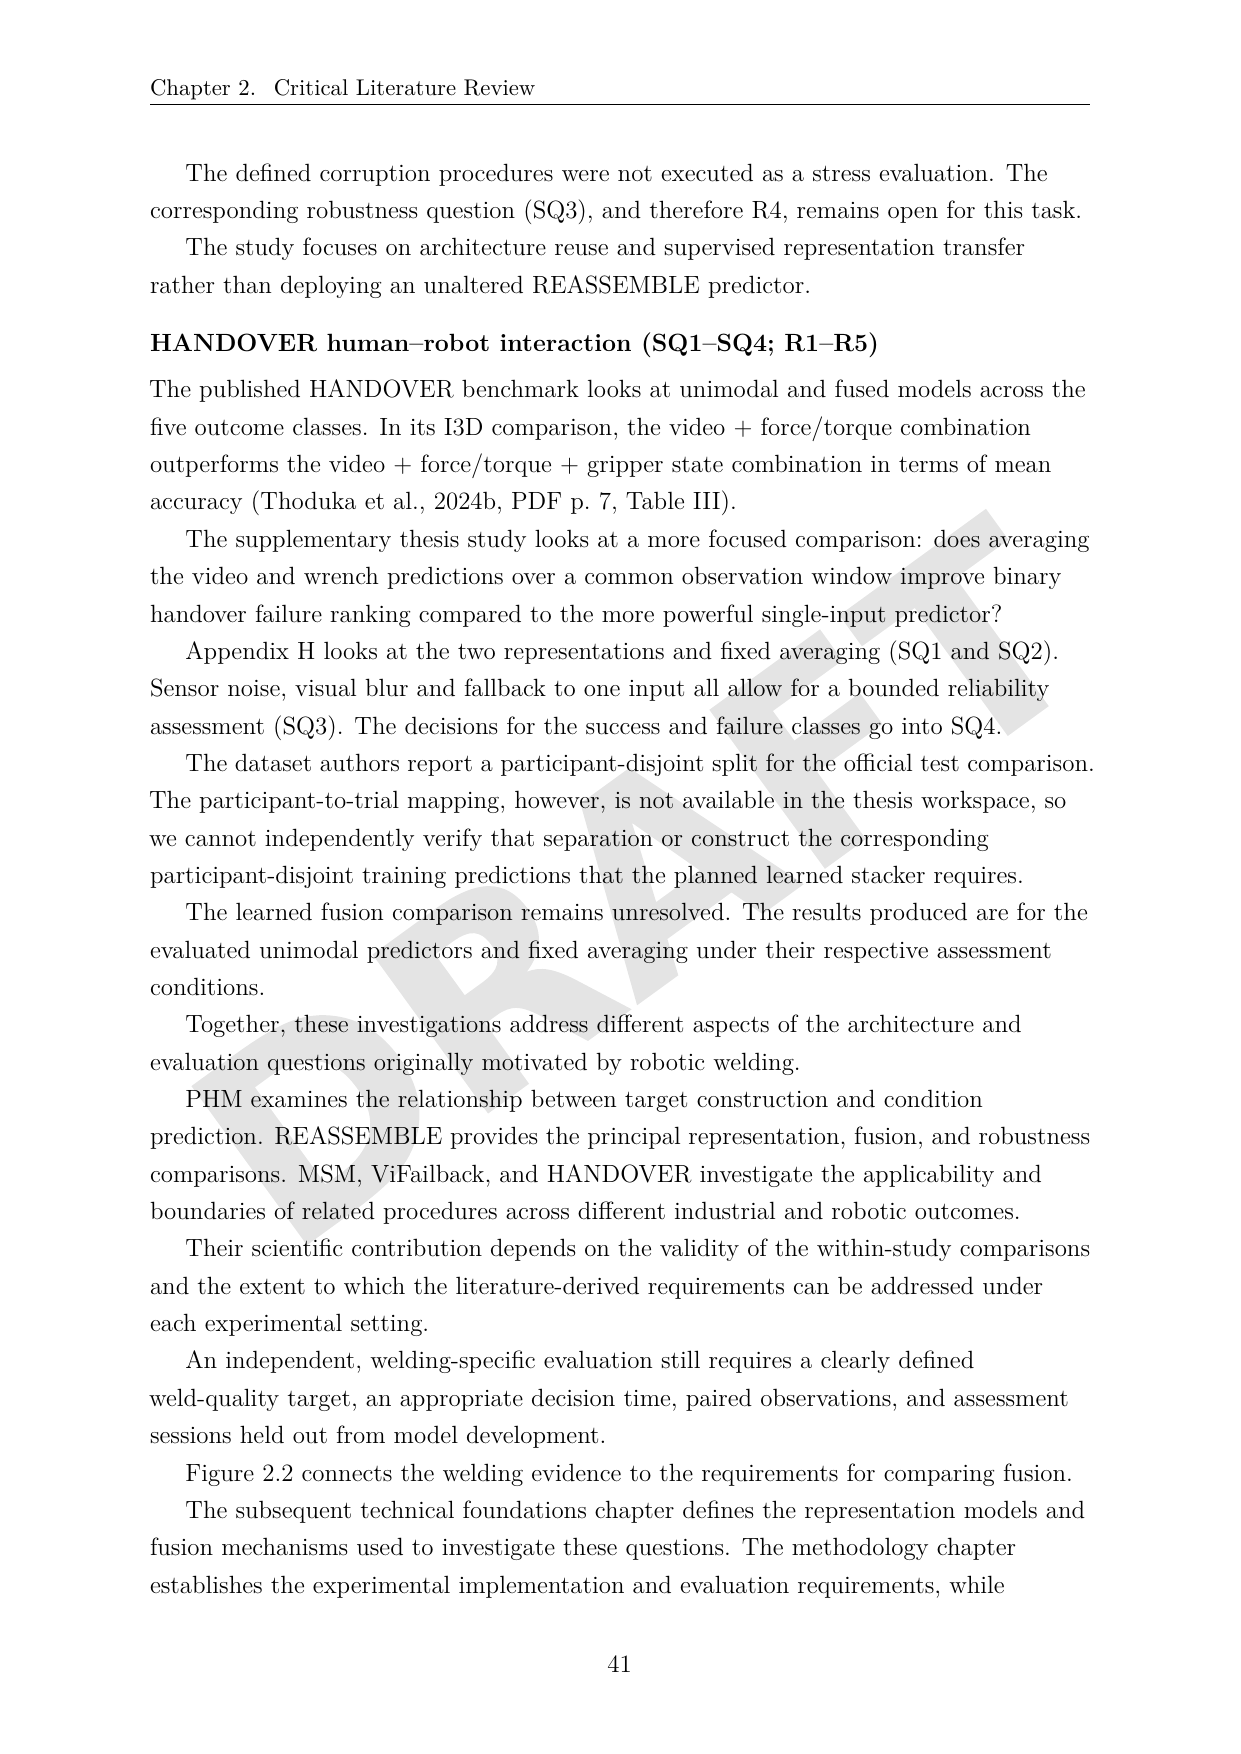 Chapter 2. Critical Literature Review
The defined corruption procedures were not executed as a stress evaluation. The
corresponding robustness question (SQ3), and therefore R4, remains open for this task.
The study focuses on architecture reuse and supervised representation transfer
rather than deploying an unaltered REASSEMBLE predictor.
HANDOVER human–robot interaction (SQ1–SQ4; R1–R5)
The published HANDOVER benchmark looks at unimodal and fused models across the
five outcome classes. In its I3D comparison, the video + force/torque combination
outperforms the video + force/torque + gripper state combination in terms of mean
accuracy (Thoduka et al., 2024b, PDF p. 7, Table III).
The supplementary thesis study looks at a more focused comparison: does averaging
the video and wrench predictions over a common observation window improve binary
handover failure ranking compared to the more powerful single-input predictor?
Appendix H looks at the two representations and fixed averaging (SQ1 and SQ2).
Sensor noise, visual blur and fallback to one input all allow for a bounded reliability
assessment (SQ3). The decisions for the success and failure classes go into SQ4.
The dataset authors report a participant-disjoint split for the official test comparison.
The participant-to-trial mapping, however, is not available in the thesis workspace, so
we cannot independently verify that separation or construct the corresponding
participant-disjoint training predictions that the planned learned stacker requires.
The learned fusion comparison remains unresolved. The results produced are for the
evaluated unimodal predictors and fixed averaging under their respective assessment
conditions.
Together, these investigations address different aspects of the architecture and
evaluation questions originally motivated by robotic welding.
PHM examines the relationship between target construction and condition
prediction. REASSEMBLE provides the principal representation, fusion, and robustness
comparisons. MSM, ViFailback, and HANDOVER investigate the applicability and
boundaries of related procedures across different industrial and robotic outcomes.
Their scientific contribution depends on the validity of the within-study comparisons
and the extent to which the literature-derived requirements can be addressed under
each experimental setting.
An independent, welding-specific evaluation still requires a clearly defined
weld-quality target, an appropriate decision time, paired observations, and assessment
sessions held out from model development.
Figure 2.2 connects the welding evidence to the requirements for comparing fusion.
The subsequent technical foundations chapter defines the representation models and
fusion mechanisms used to investigate these questions. The methodology chapter
establishes the experimental implementation and evaluation requirements, while
41
DRAFT